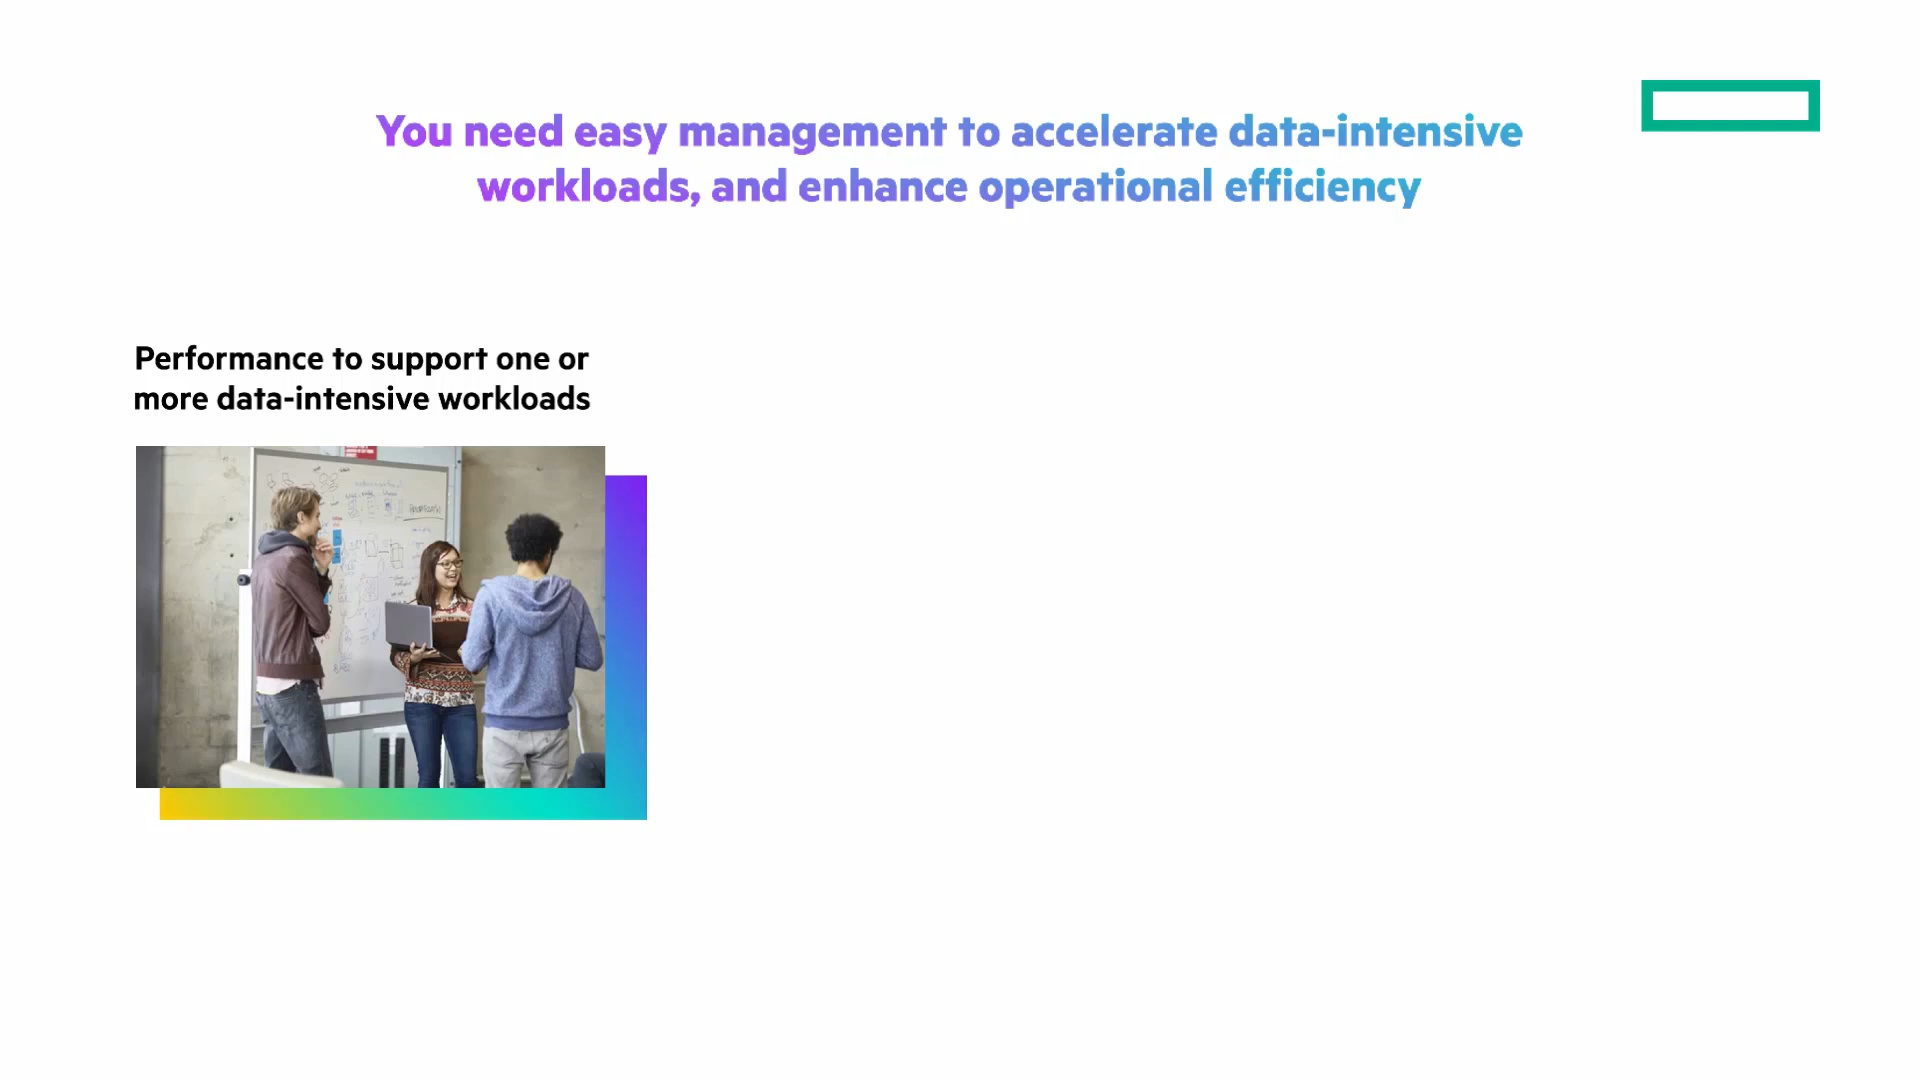 You need easy management to accelerate data-intensive
workloads, and enhance operational efficiency
Performance to support one or
more data-intensive workloads